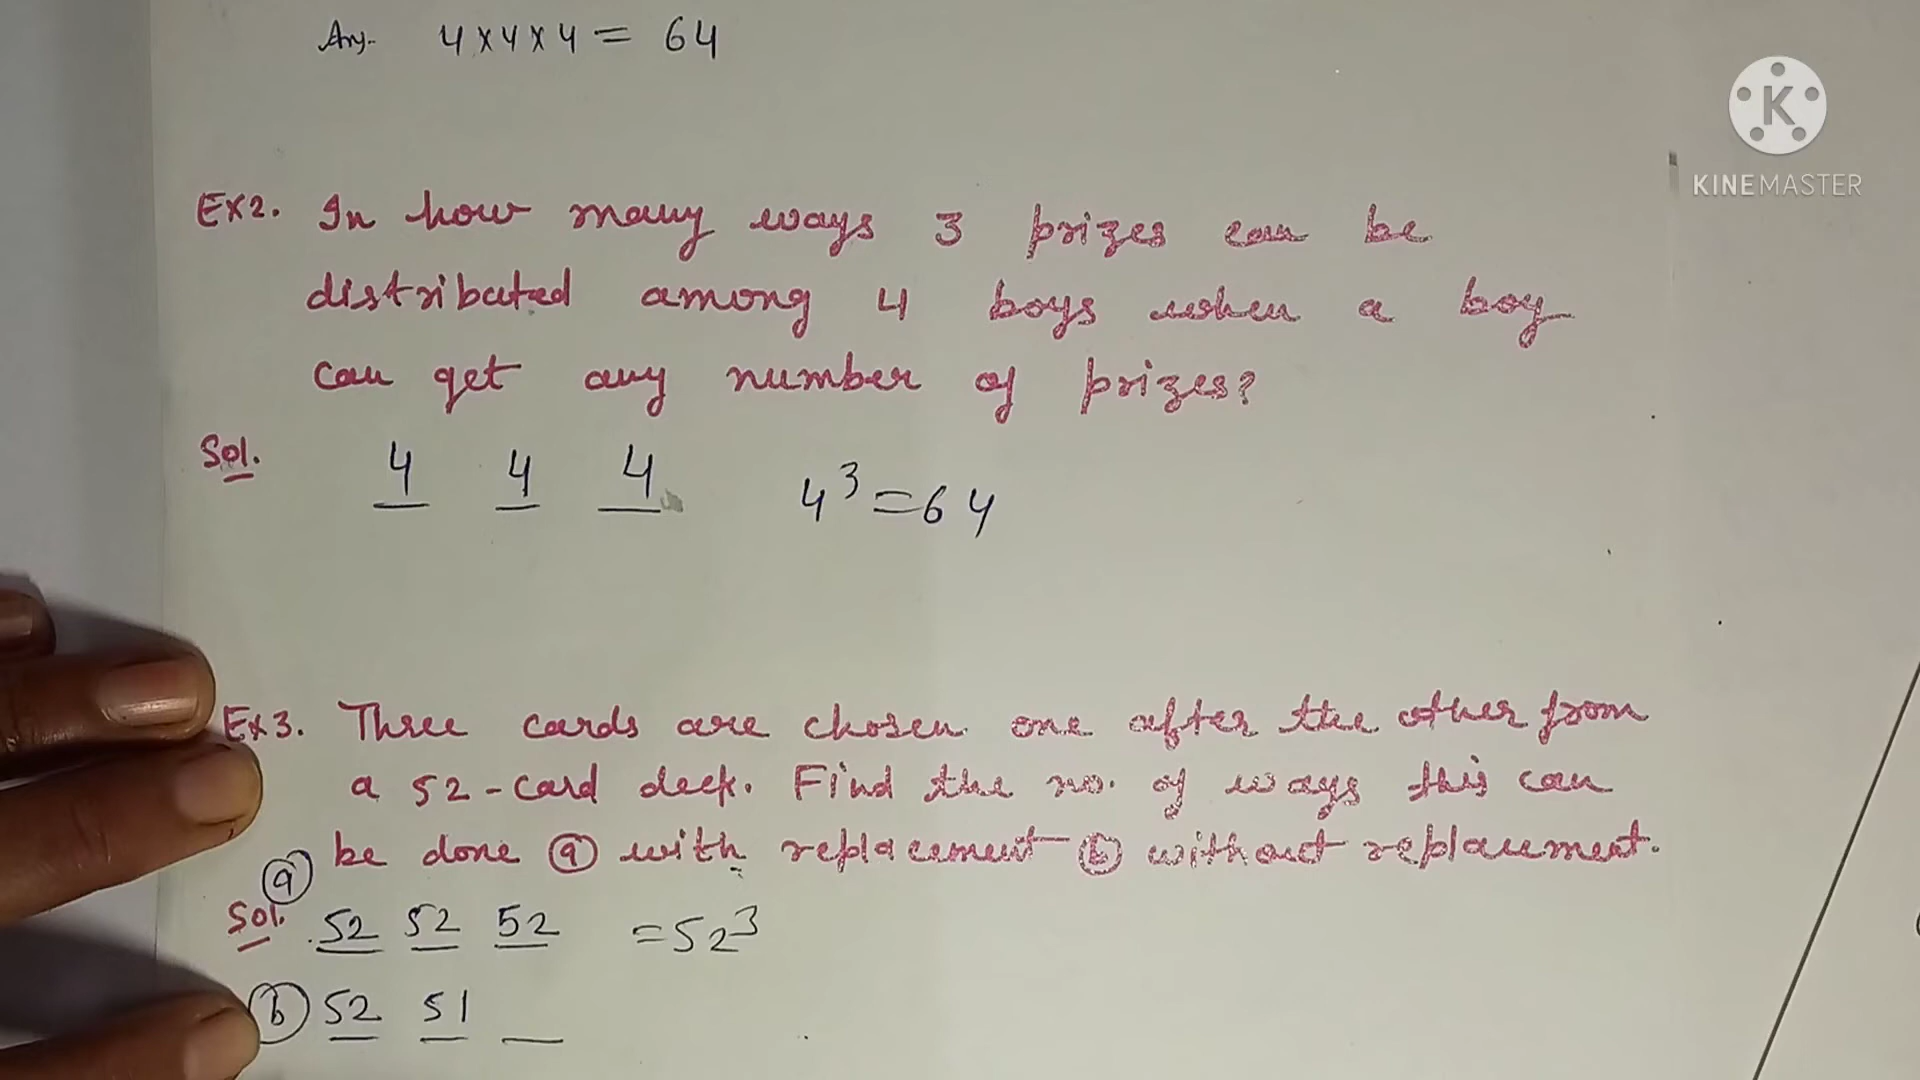 Ans. 4x4x4 = 64
K
KINEMASTER
Ex2. In how many ways 3 prizes can be
distributed among 4 boys when a boy
can get any number of prizes?
Sol. 4 4 4 4³=64
Ex3. Three cards are chosen one after the other from
a 52-card deck. Find the no. of ways this can
be done (a) with replacement (b) without replacement.
(a)
Sol. 52 52 52 =52³
(b) 52 51